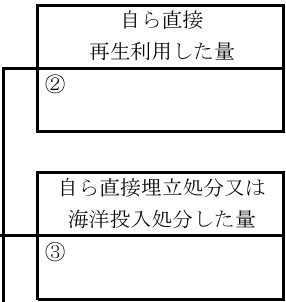 自ら直接
再生利用した量
②
自ら直接埋立処分又は
海洋投入処分した量
③